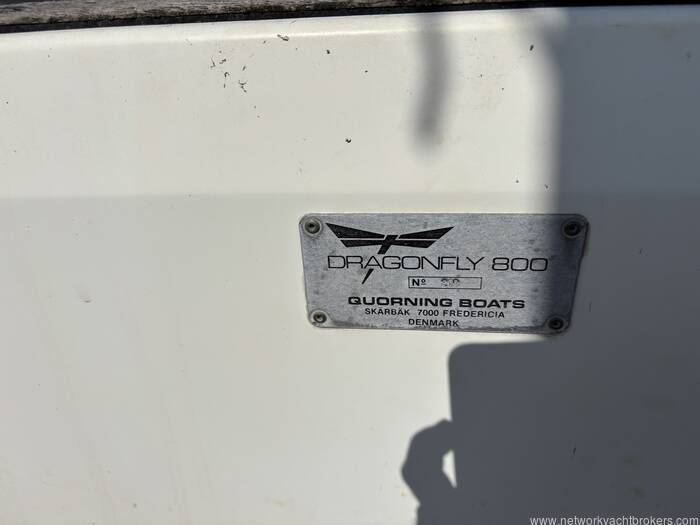 DRAGONFLY 800
Nº
QUORNING BOATS
SKÄRBÄK 7000 FREDERICIA
DENMARK
www.networkyachtbrokers.com